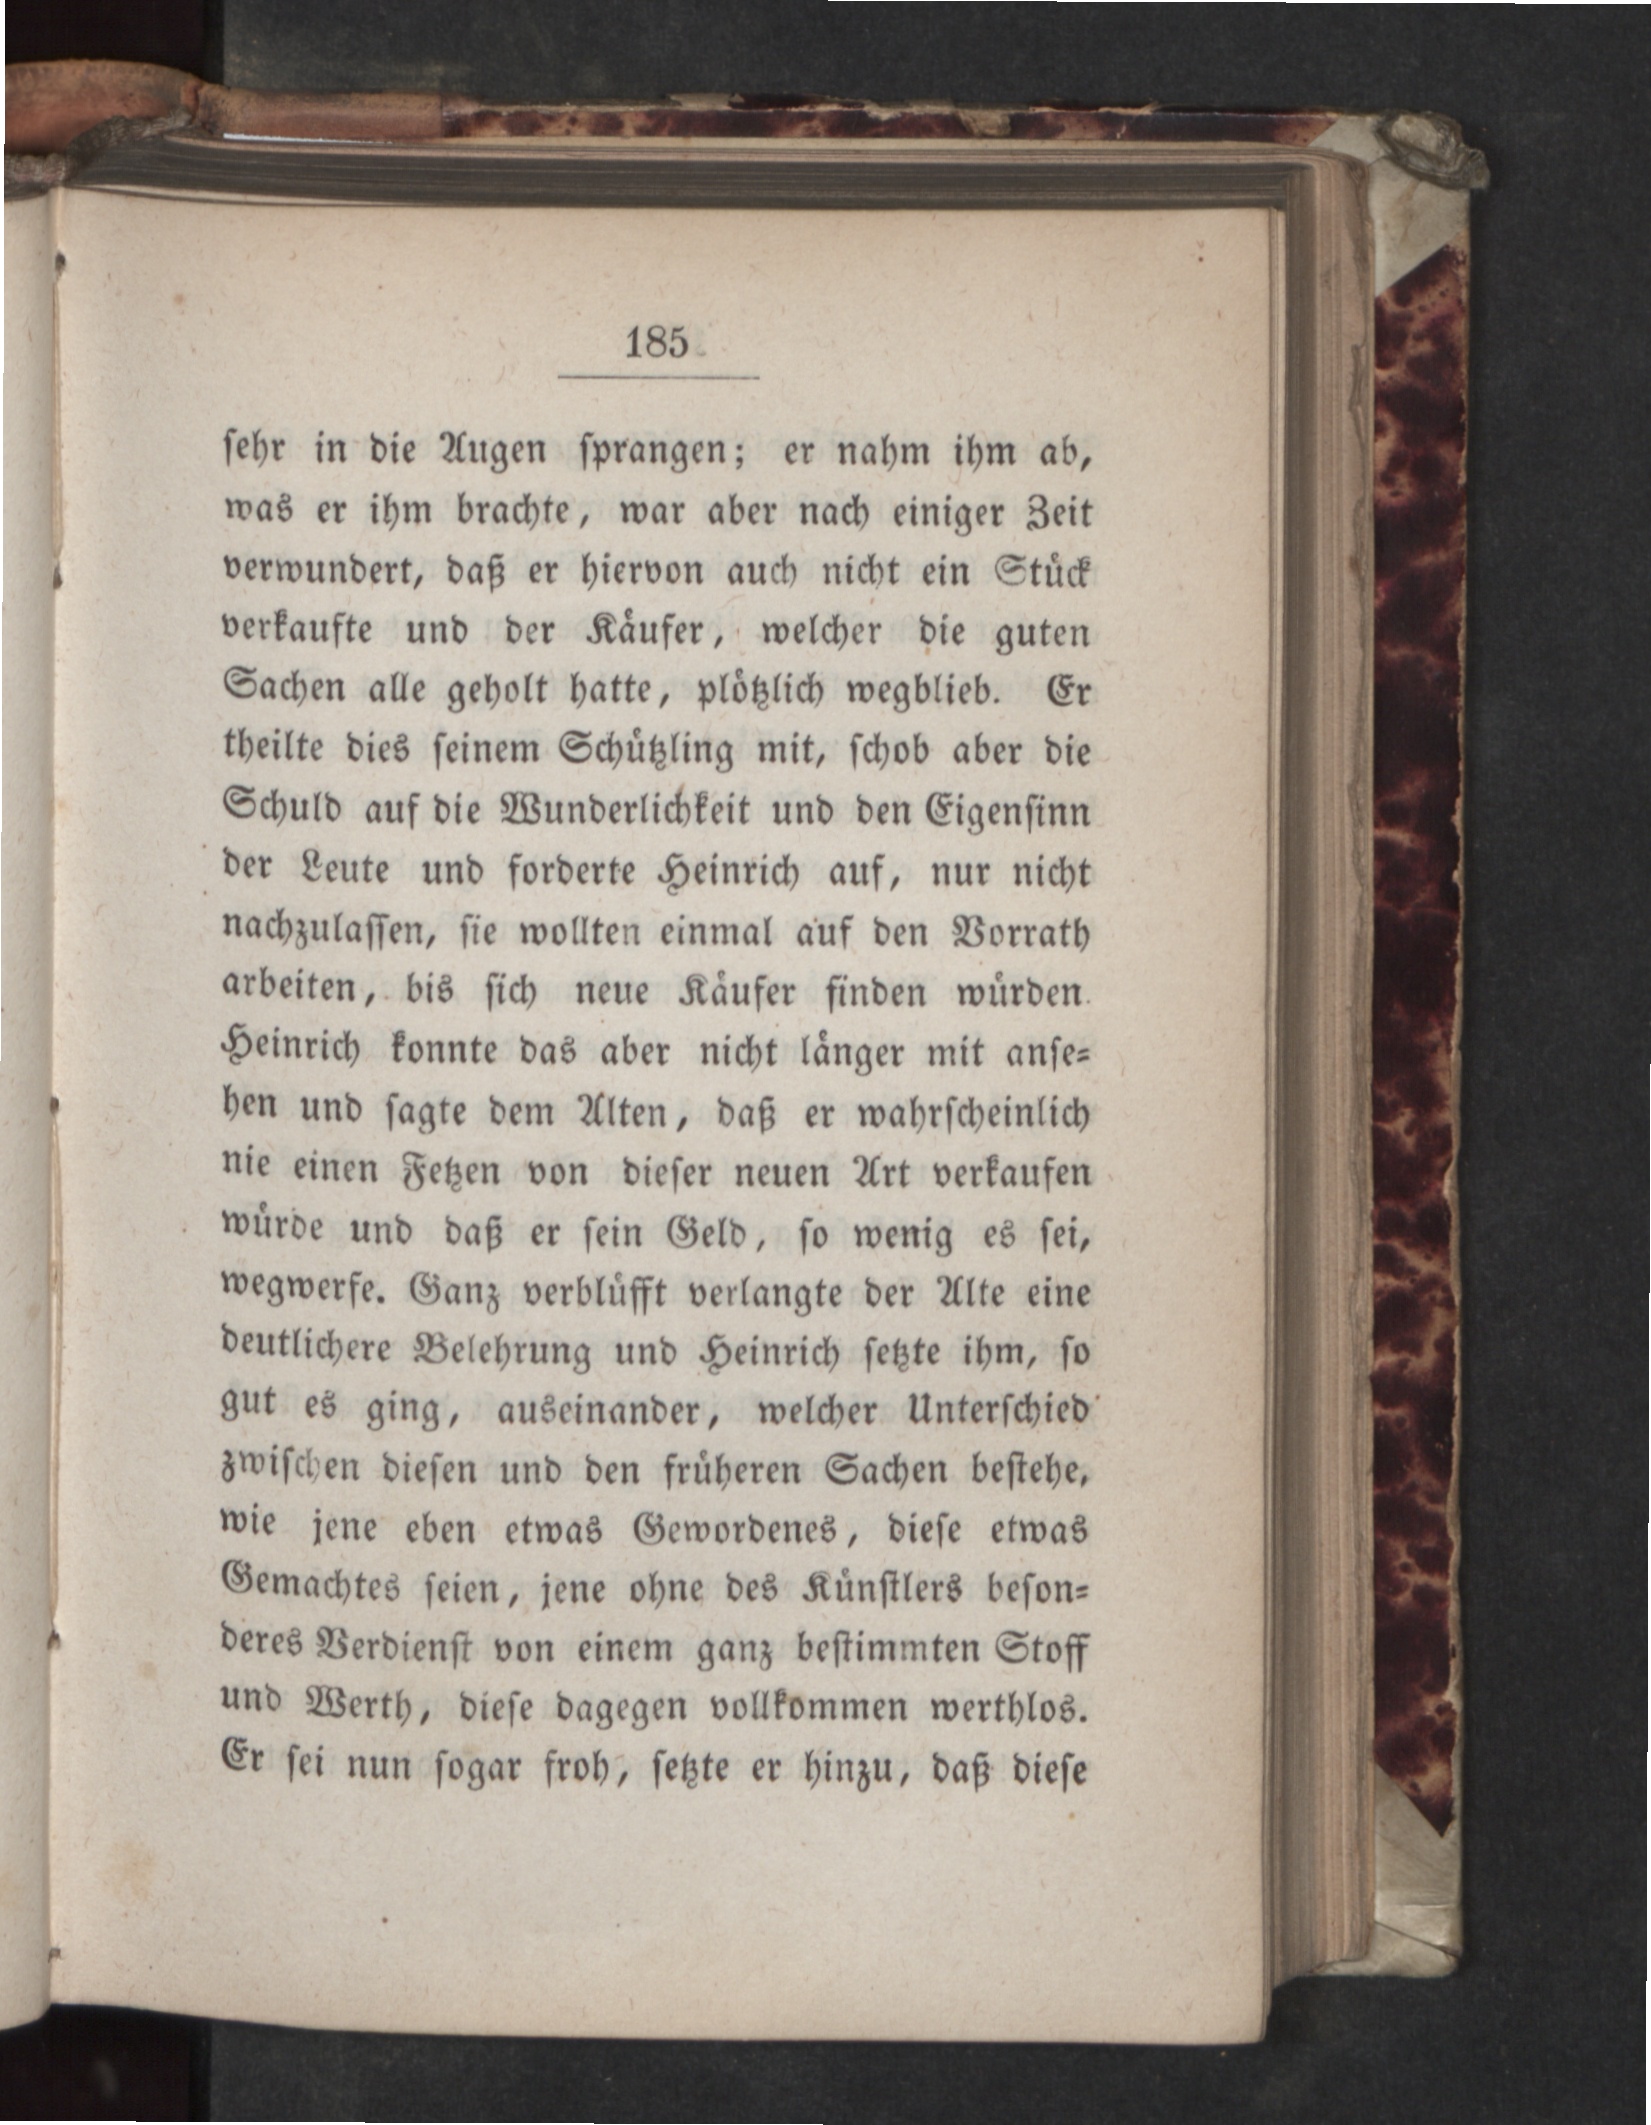 185
sehr in die Augen sprangen; er nahm ihm ab,
was er ihm brachte, war aber nach einiger Zeit
verwundert, daß er hiervon auch nicht ein Stück
verkaufte und der Käufer, welcher die guten
Sachen alle geholt hatte, plötzlich wegblieb. Er
theilte dies seinem Schützling mit, schob aber die
Schuld auf die Wunderlichkeit und den Eigensinn
der Leute und forderte Heinrich auf, nur nicht
nachzulassen, sie wollten einmal auf den Vorrath
arbeiten, bis sich neue Käufer finden würden.
Heinrich konnte das aber nicht länger mit anse-
hen und sagte dem Alten, daß er wahrscheinlich
nie einen Fetzen von dieser neuen Art verkaufen
würde und daß er sein Geld, so wenig es sei,
wegwerfe. Ganz verblüfft verlangte der Alte eine
deutlichere Belehrung und Heinrich setzte ihm, so
gut es ging, auseinander, welcher Unterschied
zwischen diesen und den früheren Sachen bestehe,
wie jene eben etwas Gewordenes, diese etwas
Gemachtes seien, jene ohne des Künstlers beson-
deres Verdienst von einem ganz bestimmten Stoff
und Werth, diese dagegen vollkommen werthlos.
Er sei nun sogar froh, setzte er hinzu, daß diese